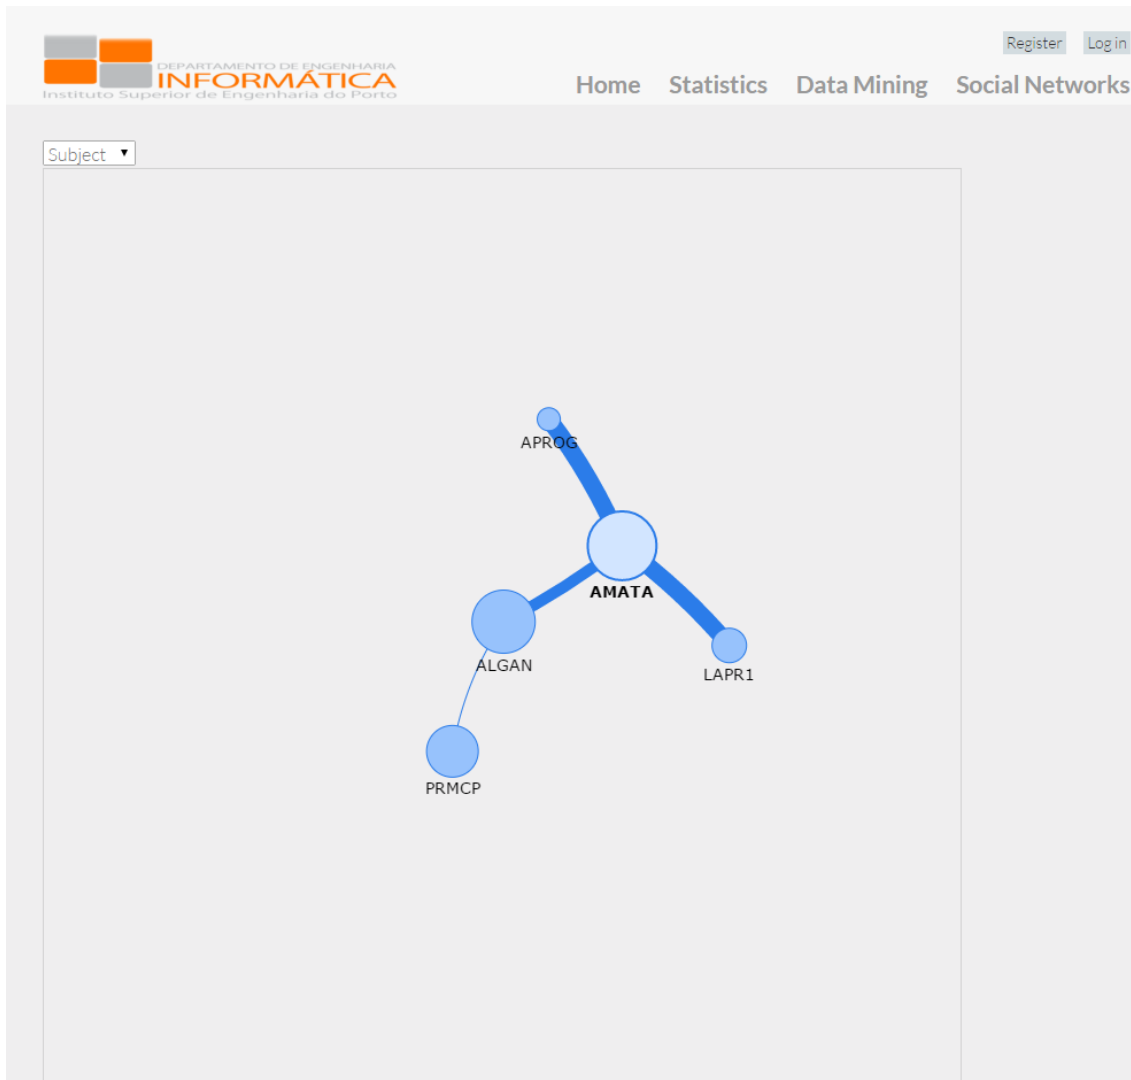 Register Log in
DEPARTAMENTO DE ENGENHARIA
INFORMÁTICA
Instituto Superior de Engenharia do Porto
Home Statistics Data Mining Social Networks
Subject
APROG
AMATA
ALGAN
LAPR1
PRMCP